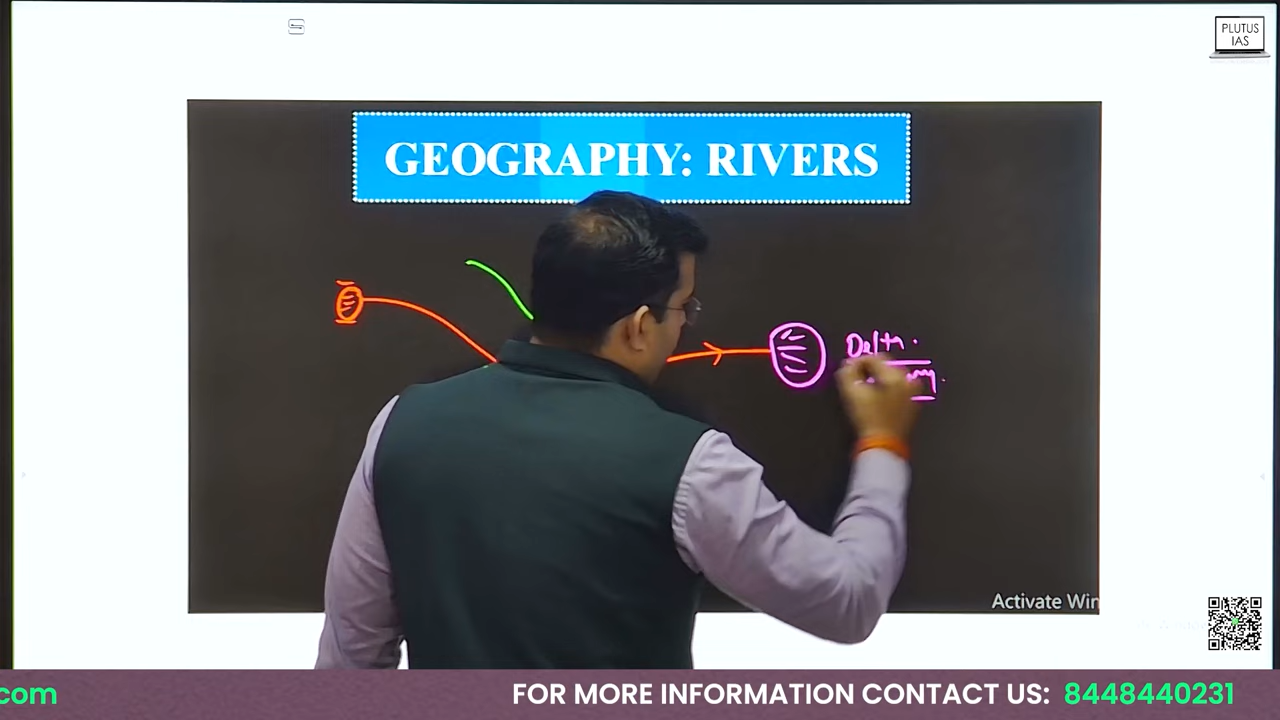 PLUTUS
IAS
GEOGRAPHY: RIVERS
Delta.
Activate Win
com
FOR MORE INFORMATION CONTACT US: 8448440231